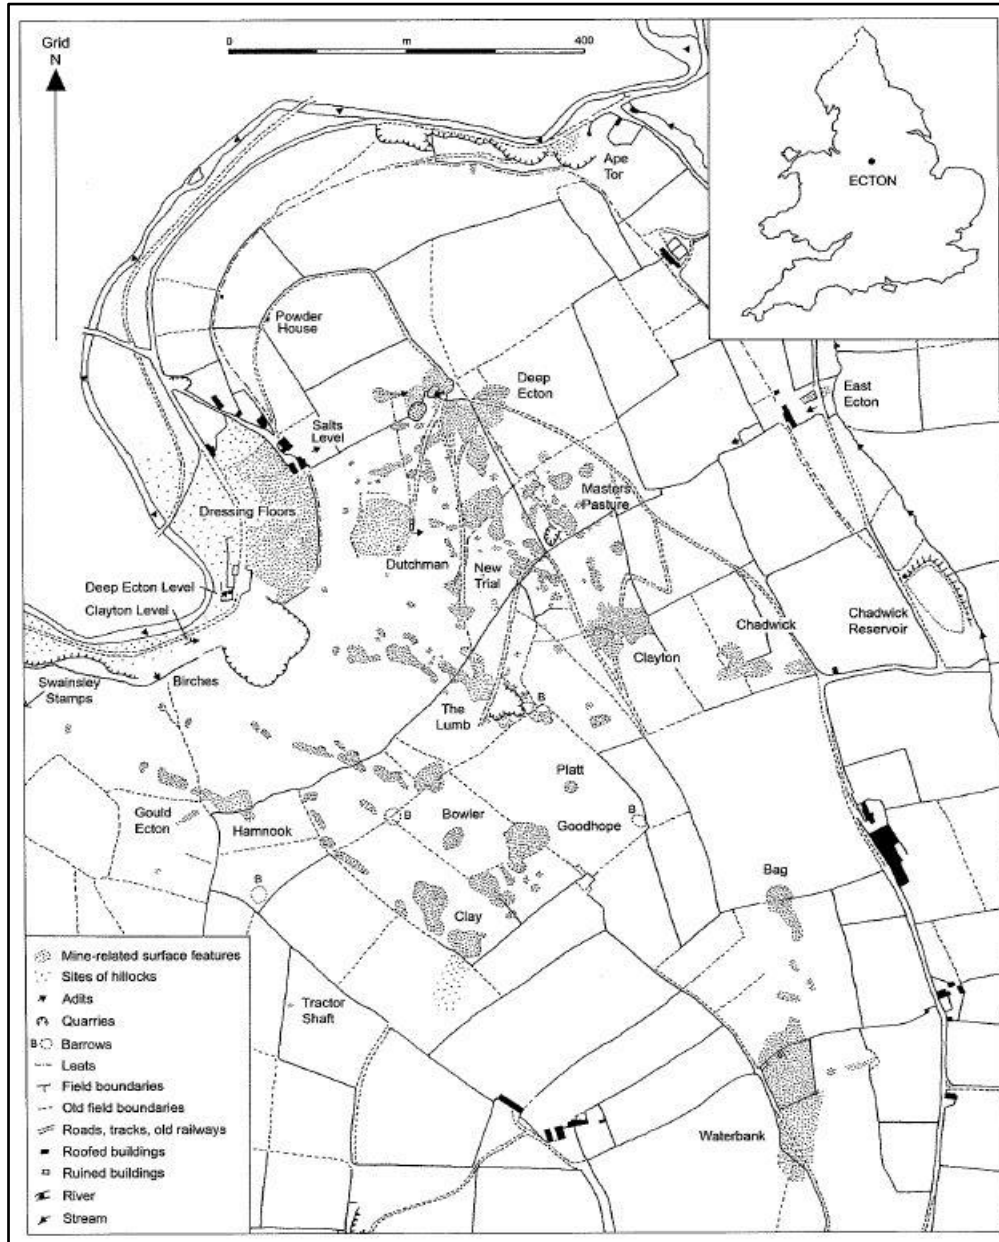 Grid
N
0
m
400
ECTON
Ape
Tor
Powder
House
Deep
Ecton
East
Ecton
Salts
Level
Masters
Pasture
Dressing Floors
Dutchman
New
Trial
Deep Ecton Level
Clayton Level
Clayton
Chadwick
Chadwick
Reservoir
Birches
Swainsley
Stamps
The
Lumb
B
Platt
Gould
Ecton
Hamnook
B
Bowler
Goodhope
B
Bag
B
Clay
Tractor
Shaft
Waterbank
Mine-related surface features
Sites of hillocks
Adits
Quarries
B Barrows
Leats
Field boundaries
Old field boundaries
Roads, tracks, old railways
Roofed buildings
Ruined buildings
River
Stream